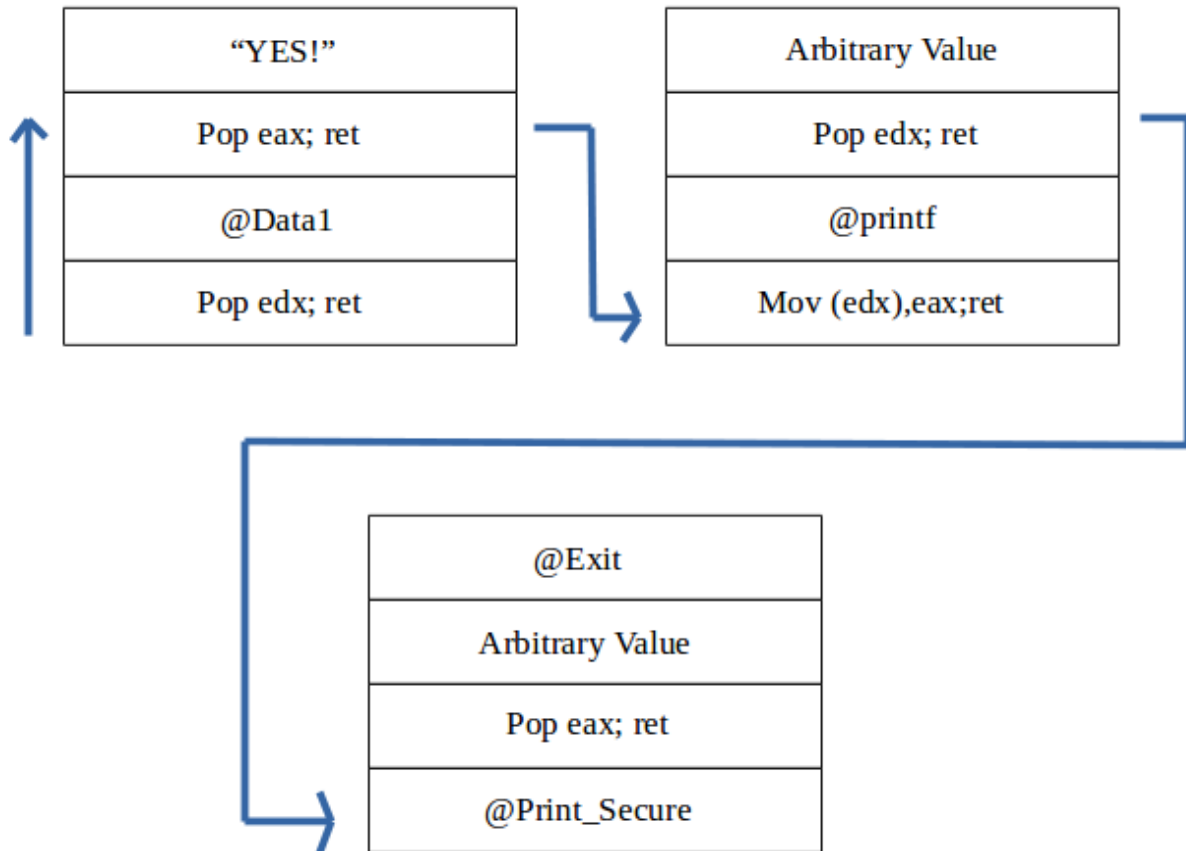 “YES!”
Pop eax; ret
@Data1
Pop edx; ret
Arbitrary Value
Pop edx; ret
@printf
Mov (edx),eax;ret
@Exit
Arbitrary Value
Pop eax; ret
@Print_Secure